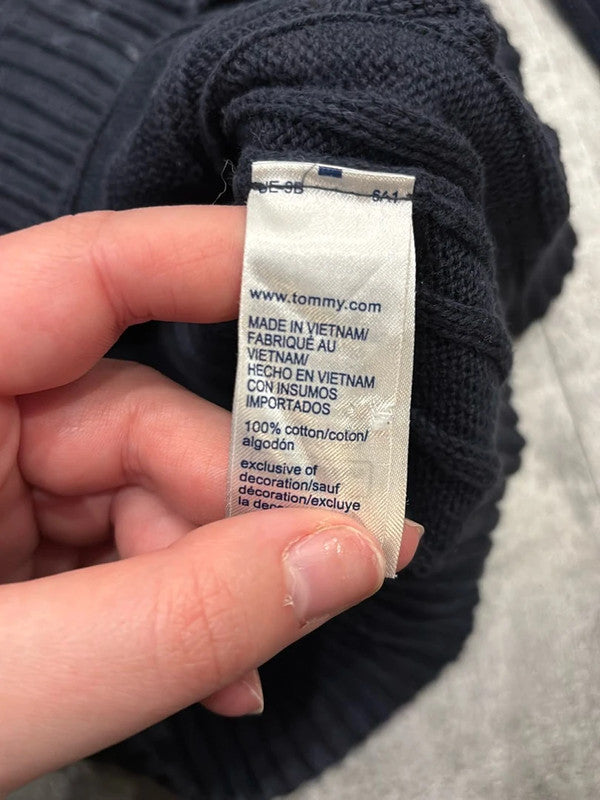 www.tommy.com
MADE IN VIETNAM/
FABRIQUÉ AU
VIETNAM/
HECHO EN VIETNAM
CON INSUMOS
IMPORTADOS
100% cotton/coton/
algodón
exclusive of
decoration/sauf
décoration/excluye
la